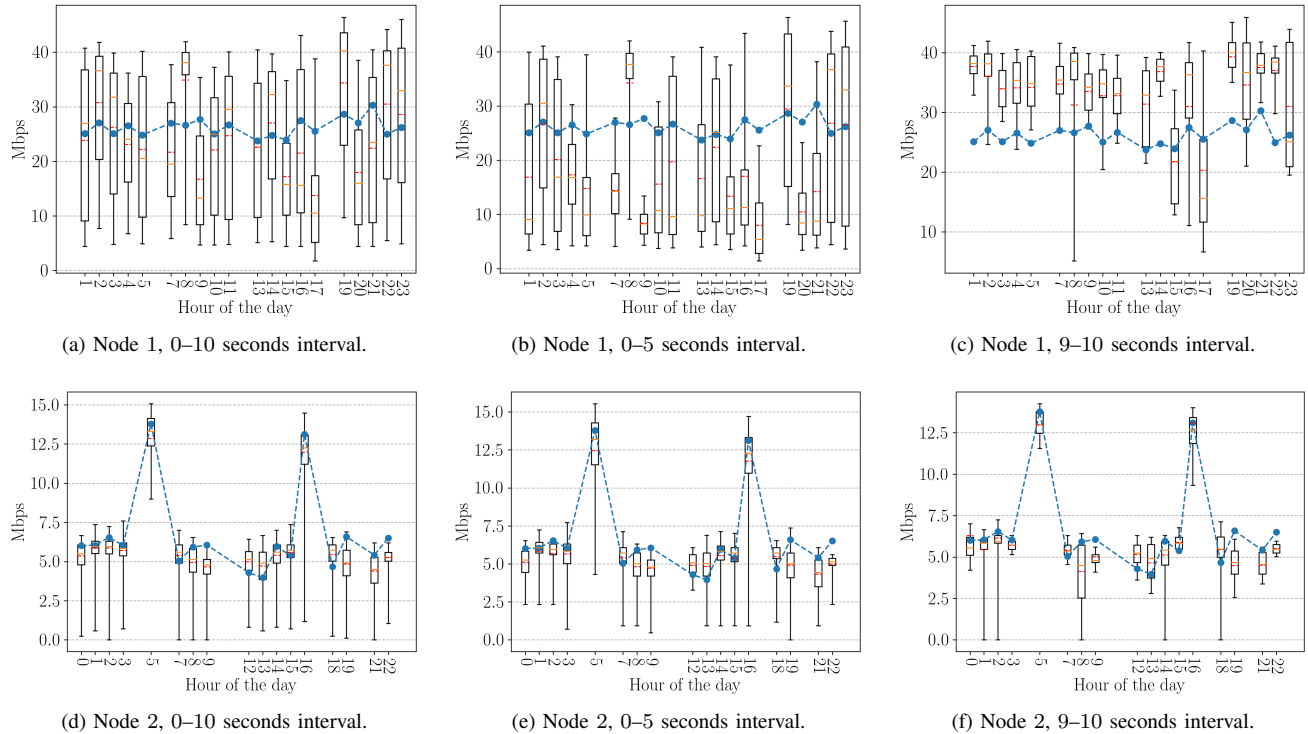 Mbps
40
30
20
10
0
1 2 3 4 5 7 8 9 10 11 13 14 15 16 17 19 20 21 22 23
Hour of the day
(a) Node 1, 0–10 seconds interval.
Mbps
40
30
20
10
0
1 2 3 4 5 7 8 9 10 11 13 14 15 16 17 19 20 21 22 23
Hour of the day
(b) Node 1, 0–5 seconds interval.
Mbps
40
30
20
10
1 2 3 4 5 7 8 9 10 11 13 14 15 16 17 19 20 21 22 23
Hour of the day
(c) Node 1, 9–10 seconds interval.
Mbps
15.0
12.5
10.0
7.5
5.0
2.5
0.0
0 1 2 3 5 7 8 9 12 13 14 15 16 18 19 21 22
Hour of the day
(d) Node 2, 0–10 seconds interval.
Mbps
15.0
12.5
10.0
7.5
5.0
2.5
0.0
0 1 2 3 5 7 8 9 12 13 14 15 16 18 19 21 22
Hour of the day
(e) Node 2, 0–5 seconds interval.
Mbps
12.5
10.0
7.5
5.0
2.5
0.0
0 1 2 3 5 7 8 9 12 13 14 15 16 18 19 21 22
Hour of the day
(f) Node 2, 9–10 seconds interval.